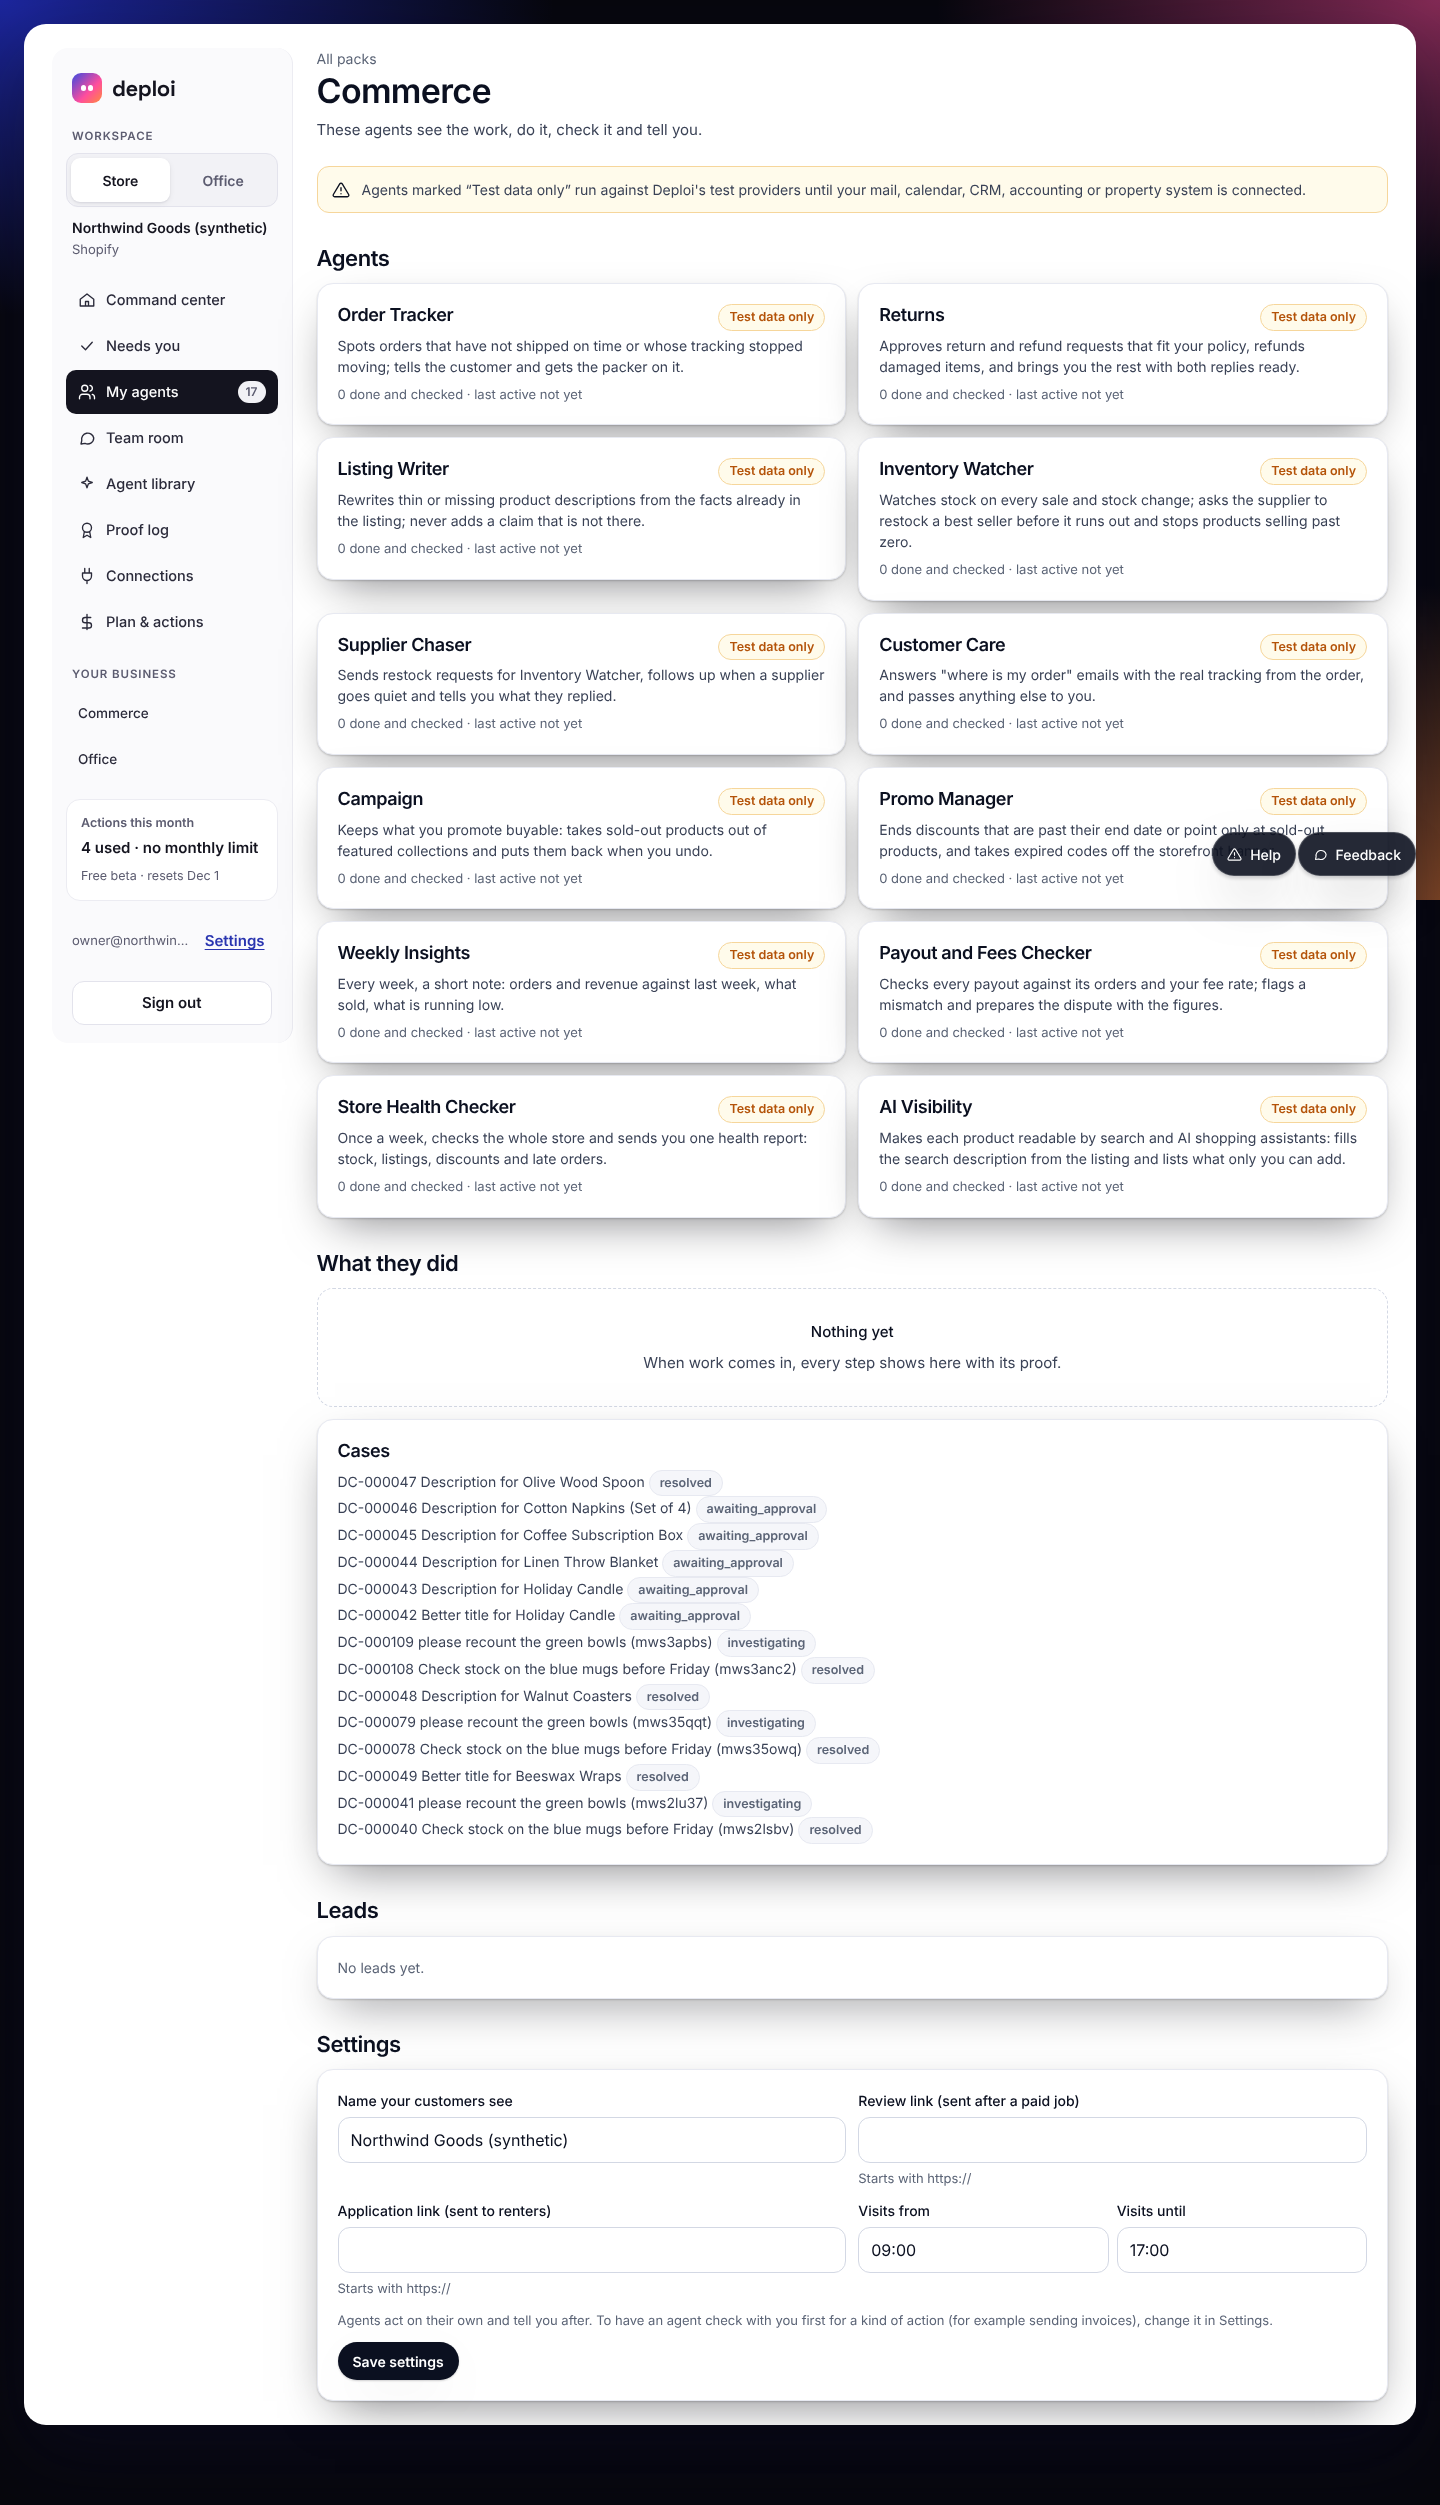 deploi
WORKSPACE
Store
Office
Northwind Goods (synthetic)
Shopify
Command center
Needs you
My agents
17
Team room
Agent library
Proof log
Connections
Plan & actions
YOUR BUSINESS
Commerce
Office
Actions this month
4 used · no monthly limit
Free beta · resets Dec 1
owner@northwin...
Settings
Sign out
All packs
Commerce
These agents see the work, do it, check it and tell you.
Agents marked “Test data only” run against Deploi's test providers until your mail, calendar, CRM, accounting or property system is connected.
Agents
Order Tracker
Test data only
Spots orders that have not shipped on time or whose tracking stopped
moving; tells the customer and gets the packer on it.
0 done and checked · last active not yet
Returns
Test data only
Approves return and refund requests that fit your policy, refunds
damaged items, and brings you the rest with both replies ready.
0 done and checked · last active not yet
Listing Writer
Test data only
Rewrites thin or missing product descriptions from the facts already in
the listing; never adds a claim that is not there.
0 done and checked · last active not yet
Inventory Watcher
Test data only
Watches stock on every sale and stock change; asks the supplier to
restock a best seller before it runs out and stops products selling past
zero.
0 done and checked · last active not yet
Supplier Chaser
Test data only
Sends restock requests for Inventory Watcher, follows up when a supplier
goes quiet and tells you what they replied.
0 done and checked · last active not yet
Customer Care
Test data only
Answers "where is my order" emails with the real tracking from the order,
and passes anything else to you.
0 done and checked · last active not yet
Campaign
Test data only
Keeps what you promote buyable: takes sold-out products out of
featured collections and puts them back when you undo.
0 done and checked · last active not yet
Promo Manager
Test data only
Ends discounts that are past their end date or point only at sold-out
products, and takes expired codes off the storefront
0 done and checked · last active not yet
Help
Feedback
Weekly Insights
Test data only
Every week, a short note: orders and revenue against last week, what
sold, what is running low.
0 done and checked · last active not yet
Payout and Fees Checker
Test data only
Checks every payout against its orders and your fee rate; flags a
mismatch and prepares the dispute with the figures.
0 done and checked · last active not yet
Store Health Checker
Test data only
Once a week, checks the whole store and sends you one health report:
stock, listings, discounts and late orders.
0 done and checked · last active not yet
AI Visibility
Test data only
Makes each product readable by search and AI shopping assistants: fills
the search description from the listing and lists what only you can add.
0 done and checked · last active not yet
What they did
Nothing yet
When work comes in, every step shows here with its proof.
Cases
DC-000047 Description for Olive Wood Spoon resolved
DC-000046 Description for Cotton Napkins (Set of 4) awaiting_approval
DC-000045 Description for Coffee Subscription Box awaiting_approval
DC-000044 Description for Linen Throw Blanket awaiting_approval
DC-000043 Description for Holiday Candle awaiting_approval
DC-000042 Better title for Holiday Candle awaiting_approval
DC-000109 please recount the green bowls (mws3apbs) investigating
DC-000108 Check stock on the blue mugs before Friday (mws3anc2) resolved
DC-000048 Description for Walnut Coasters resolved
DC-000079 please recount the green bowls (mws35qqt) investigating
DC-000078 Check stock on the blue mugs before Friday (mws35owq) resolved
DC-000049 Better title for Beeswax Wraps resolved
DC-000041 please recount the green bowls (mws2lu37) investigating
DC-000040 Check stock on the blue mugs before Friday (mws2lsbv) resolved
Leads
No leads yet.
Settings
Name your customers see
Northwind Goods (synthetic)
Review link (sent after a paid job)
Starts with https://
Application link (sent to renters)
Starts with https://
Visits from
09:00
Visits until
17:00
Agents act on their own and tell you after. To have an agent check with you first for a kind of action (for example sending invoices), change it in Settings.
Save settings